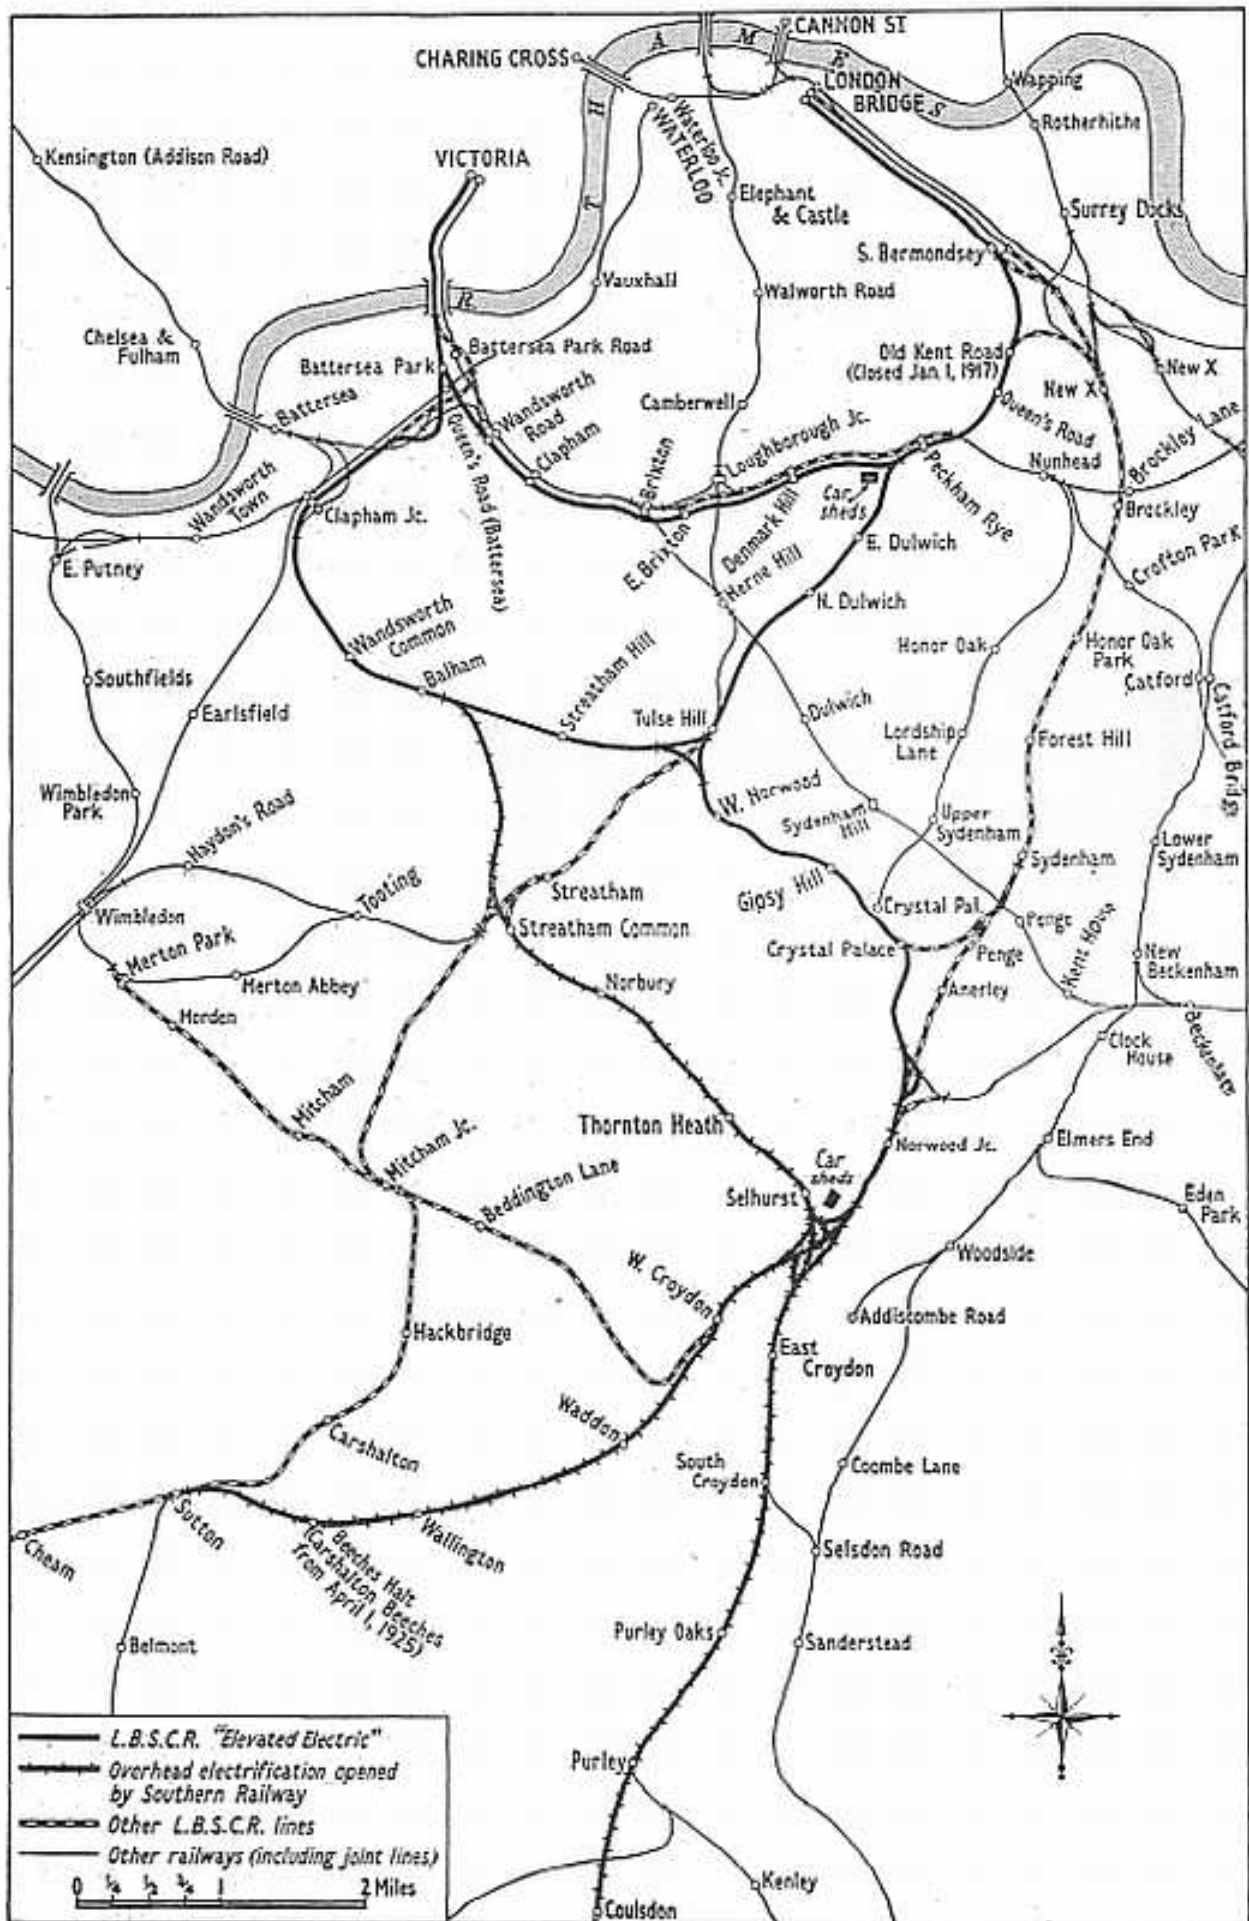 CANNON ST
CHARING CROSS
THAMES
R.
LONDON
BRIDGE
Wapping
Rotherhithe
Waterloo Jc.
WATERLOO
Kensington (Addison Road)
VICTORIA
Elephant
& Castle
Surrey Docks
S. Bermondsey
Vauxhall
Walworth Road
Chelsea &
Fulham
Battersea Park Road
Battersea Park
Old Kent Road
(Closed Jan. 1, 1917)
New X
New X
Battersea
Wandsworth
Road
Clapham
Camberwell
Queen's Road
Brockley Lane
Loughborough Jc.
Brixton
Nunhead
Wandsworth
Town
Clapham Jc.
Queen's Road (Battersea)
Car
sheds
Peckham Rye
Brockley
E. Brixton
Denmark Hill
E. Dulwich
Crofton Park
E. Putney
Herne Hill
N. Dulwich
Wandsworth
Common
Honor Oak
Honor Oak
Park
Southfields
Balham
Streatham Hill
Catford
Catford Bridge
Earlsfield
Tulse Hill
Dulwich
Lordship
Lane
Forest Hill
Wimbledon
Park
Haydon's Road
W. Norwood
Sydenham
Hill
Upper
Sydenham
Sydenham
Lower
Sydenham
Tooting
Streatham
Gipsy Hill
Wimbledon
Crystal Pal.
Penge
Kent House
Merton Park
Streatham Common
Crystal Palace
Penge
New
Beckenham
Merton Abbey
Norbury
Anerley
Morden
Clock
House
Beckenham
Mitcham
Thornton Heath
Norwood Jc.
Elmers End
Mitcham Jc.
Car
sheds
Beddington Lane
Selhurst
Eden
Park
W. Croydon
Woodside
Addiscombe Road
Hackbridge
East
Croydon
Waddon
Carshalton
South
Croydon
Coombe Lane
Sutton
Wallington
Cheam
Beeches Halt
(Carshalton Beeches
from April 1, 1925)
Selsdon Road
Belmont
Purley Oaks
Sanderstead
L.B.S.C.R. "Elevated Electric"
Overhead electrification opened
by Southern Railway
Other L.B.S.C.R. lines
Other railways (including joint lines)
0 ¼ ½ ¾ 1 2 Miles
Purley
Kenley
Coulsdon